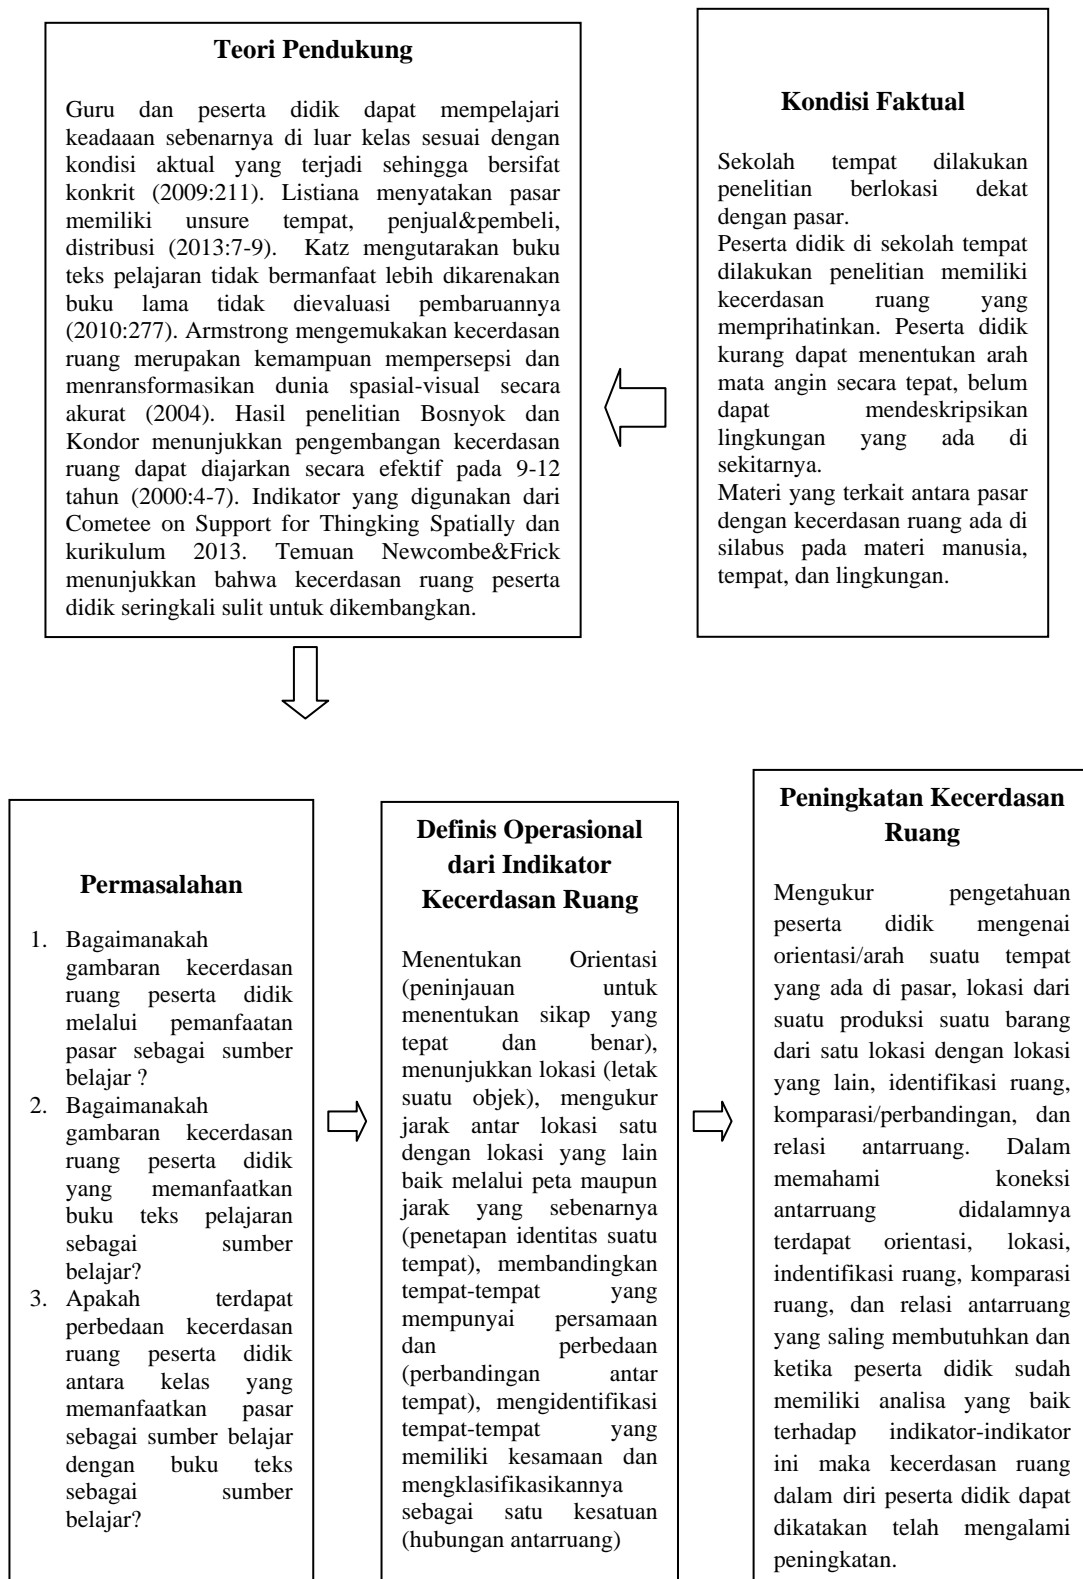 Teori Pendukung
Guru dan peserta didik dapat mempelajari
keadaaan sebenarnya di luar kelas sesuai dengan
kondisi aktual yang terjadi sehingga bersifat
konkrit (2009:211). Listiana menyatakan pasar
memiliki unsure tempat, penjual&pembeli,
distribusi (2013:7-9). Katz mengutarakan buku
teks pelajaran tidak bermanfaat lebih dikarenakan
buku lama tidak dievaluasi pembaruannya
(2010:277). Armstrong mengemukakan kecerdasan
ruang merupakan kemampuan mempersepsi dan
menransformasikan dunia spasial-visual secara
akurat (2004). Hasil penelitian Bosnyok dan
Kondor menunjukkan pengembangan kecerdasan
ruang dapat diajarkan secara efektif pada 9-12
tahun (2000:4-7). Indikator yang digunakan dari
Cometee on Support for Thingking Spatially dan
kurikulum 2013. Temuan Newcombe&Frick
menunjukkan bahwa kecerdasan ruang peserta
didik seringkali sulit untuk dikembangkan.
Kondisi Faktual
Sekolah tempat dilakukan
penelitian berlokasi dekat
dengan pasar.
Peserta didik di sekolah tempat
dilakukan penelitian memiliki
kecerdasan ruang yang
memprihatinkan. Peserta didik
kurang dapat menentukan arah
mata angin secara tepat, belum
dapat mendeskripsikan
lingkungan yang ada di
sekitarnya.
Materi yang terkait antara pasar
dengan kecerdasan ruang ada di
silabus pada materi manusia,
tempat, dan lingkungan.
Permasalahan
1. Bagaimanakah
gambaran kecerdasan
ruang peserta didik
melalui pemanfaatan
pasar sebagai sumber
belajar ?
2. Bagaimanakah
gambaran kecerdasan
ruang peserta didik
yang memanfaatkan
buku teks pelajaran
sebagai sumber
belajar?
3. Apakah terdapat
perbedaan kecerdasan
ruang peserta didik
antara kelas yang
memanfaatkan pasar
sebagai sumber belajar
dengan buku teks
sebagai sumber
belajar?
Definis Operasional
dari Indikator
Kecerdasan Ruang
Menentukan Orientasi
(peninjauan untuk
menentukan sikap yang
tepat dan benar),
menunjukkan lokasi (letak
suatu objek), mengukur
jarak antar lokasi satu
dengan lokasi yang lain
baik melalui peta maupun
jarak yang sebenarnya
(penetapan identitas suatu
tempat), membandingkan
tempat-tempat yang
mempunyai persamaan
dan perbedaan
(perbandingan antar
tempat), mengidentifikasi
tempat-tempat yang
memiliki kesamaan dan
mengklasifikasikannya
sebagai satu kesatuan
(hubungan antarruang)
Peningkatan Kecerdasan
Ruang
Mengukur pengetahuan
peserta didik mengenai
orientasi/arah suatu tempat
yang ada di pasar, lokasi dari
suatu produksi suatu barang
dari satu lokasi dengan lokasi
yang lain, identifikasi ruang,
komparasi/perbandingan, dan
relasi antarruang. Dalam
memahami koneksi
antarruang didalamnya
terdapat orientasi, lokasi,
indentifikasi ruang, komparasi
ruang, dan relasi antarruang
yang saling membutuhkan dan
ketika peserta didik sudah
memiliki analisa yang baik
terhadap indikator-indikator
ini maka kecerdasan ruang
dalam diri peserta didik dapat
dikatakan telah mengalami
peningkatan.